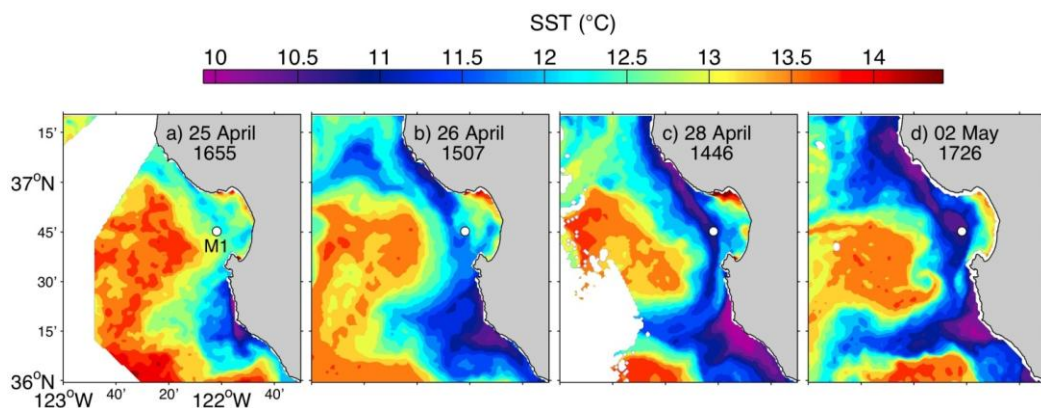 SST (°C)
10 10.5 11 11.5 12 12.5 13 13.5 14
a) 25 April
1655
b) 26 April
1507
c) 28 April
1446
d) 02 May
1726
15'
37°N
45'
30'
15'
36°N
M1
123°W 40' 20' 122°W